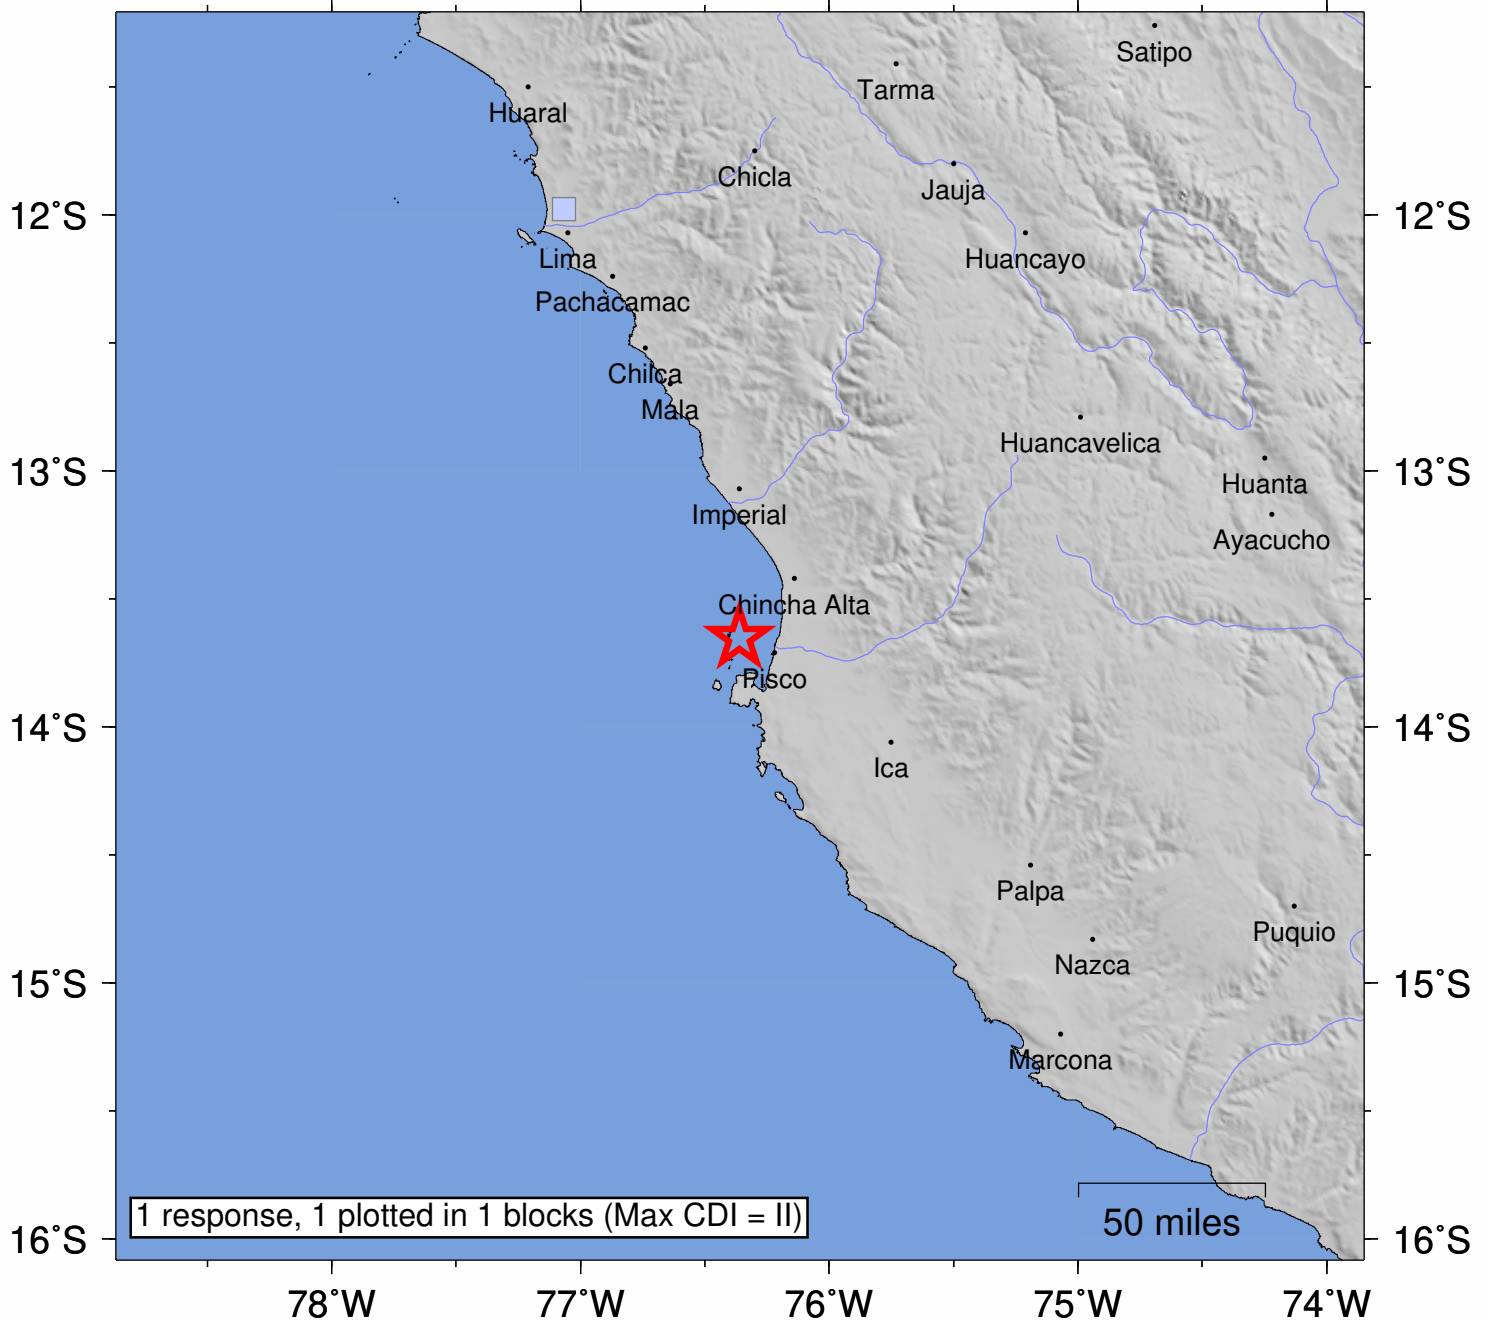 Satipo
Tarma
Huaral
Chicla
Jauja
12°S
12°S
Lima
Huancayo
Pachacamac
Chilca
Mala
Huancavelica
13°S
13°S
Huanta
Imperial
Ayacucho
Chincha Alta
Pisco
14°S
14°S
Ica
Palpa
Puquio
Nazca
15°S
15°S
Marcona
1 response, 1 plotted in 1 blocks (Max CDI = II)
50 miles
16°S
16°S
78°W
77°W
76°W
75°W
74°W